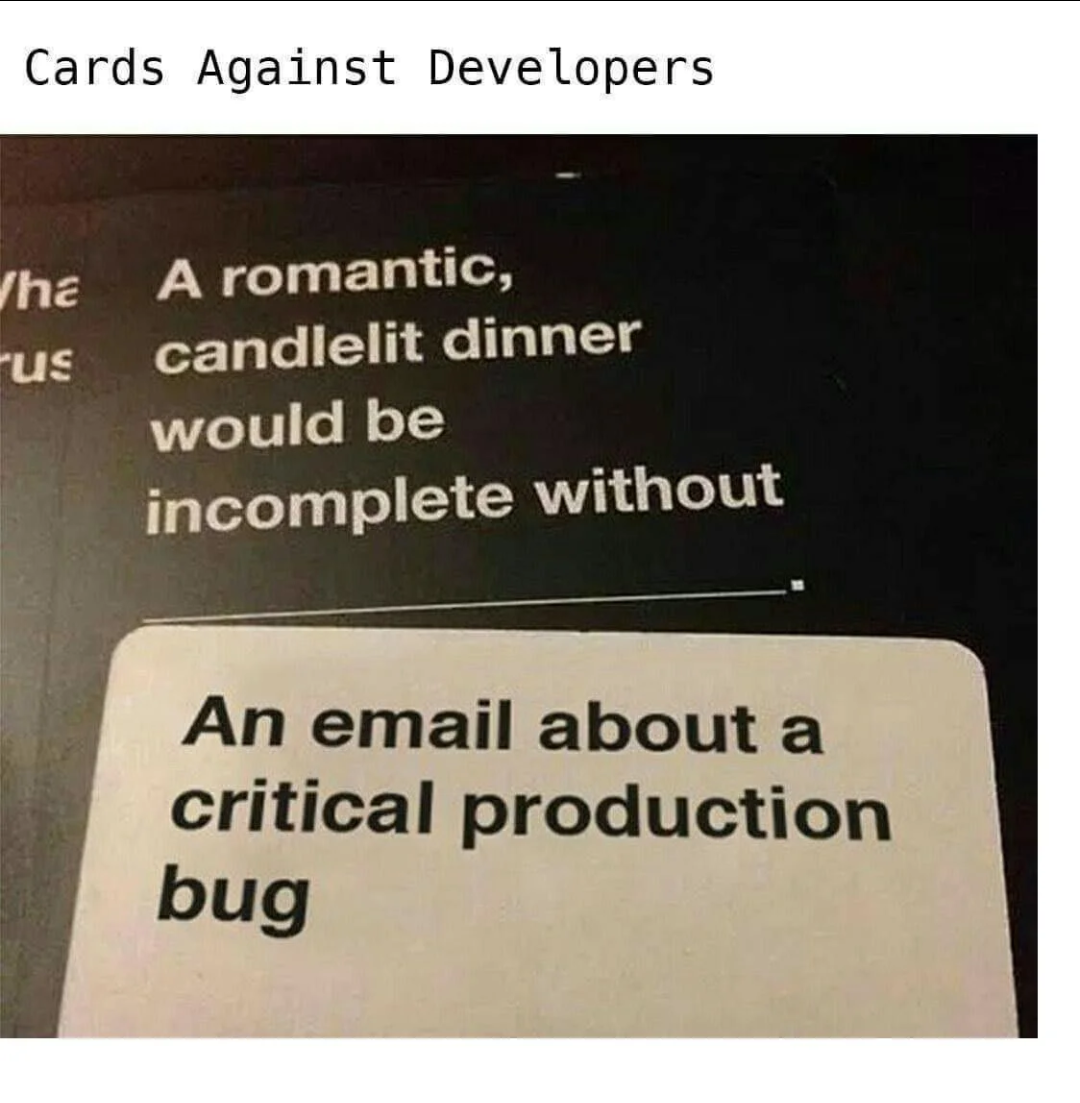 Cards Against Developers
A romantic,
candlelit dinner
would be
incomplete without
An email about a
critical production
bug